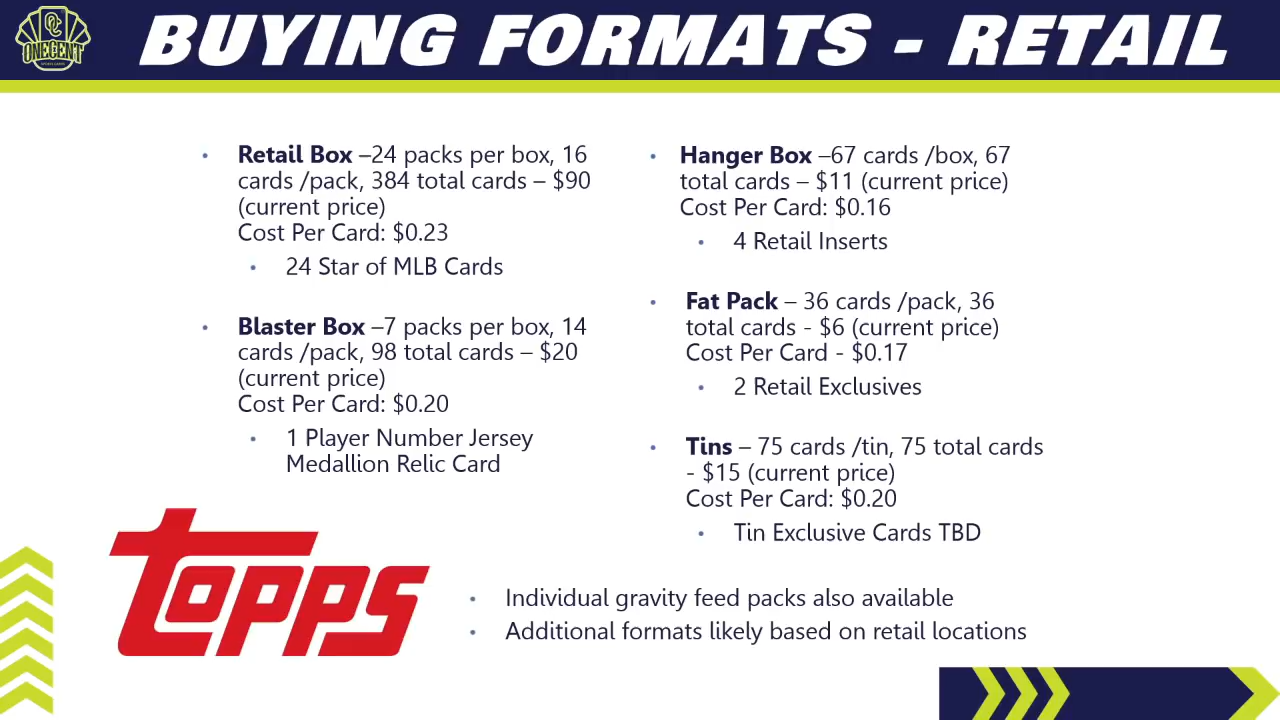 OC
ONECENT
SPORTS CARDS
BUYING FORMATS - RETAIL
• Retail Box –24 packs per box, 16
cards /pack, 384 total cards – $90
(current price)
Cost Per Card: $0.23
• 24 Star of MLB Cards
• Blaster Box –7 packs per box, 14
cards /pack, 98 total cards – $20
(current price)
Cost Per Card: $0.20
• 1 Player Number Jersey
Medallion Relic Card
• Hanger Box –67 cards /box, 67
total cards – $11 (current price)
Cost Per Card: $0.16
• 4 Retail Inserts
• Fat Pack – 36 cards /pack, 36
total cards - $6 (current price)
Cost Per Card - $0.17
• 2 Retail Exclusives
• Tins – 75 cards /tin, 75 total cards
- $15 (current price)
Cost Per Card: $0.20
• Tin Exclusive Cards TBD
topps
• Individual gravity feed packs also available
• Additional formats likely based on retail locations